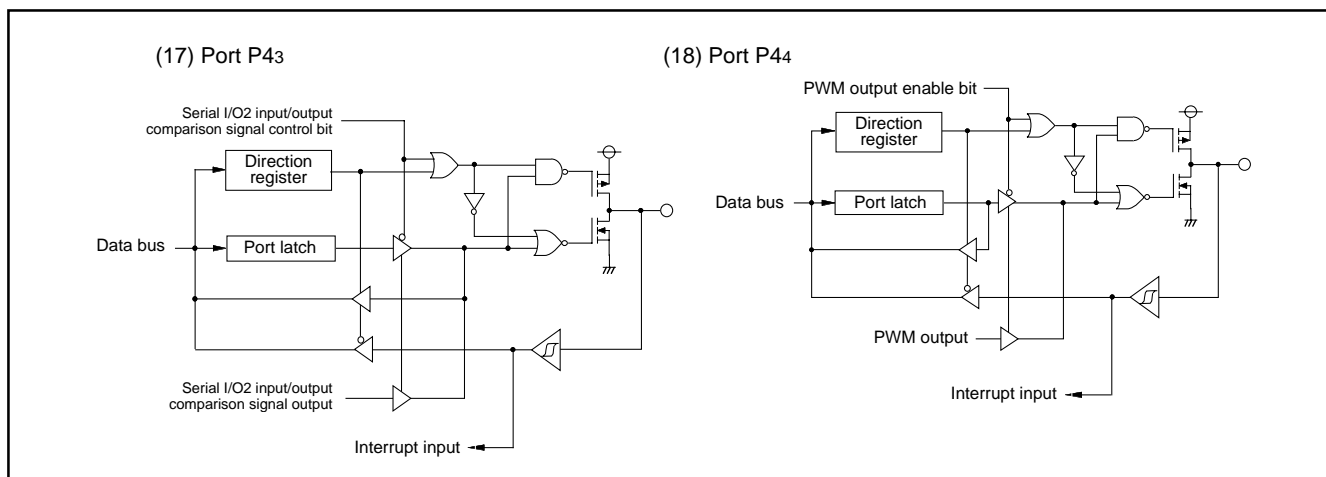 (17) Port P43
Serial I/O2 input/output
comparison signal control bit
Direction
register
Data bus
Port latch
Serial I/O2 input/output
comparison signal output
Interrupt input
(18) Port P44
PWM output enable bit
Direction
register
Data bus
Port latch
PWM output
Interrupt input